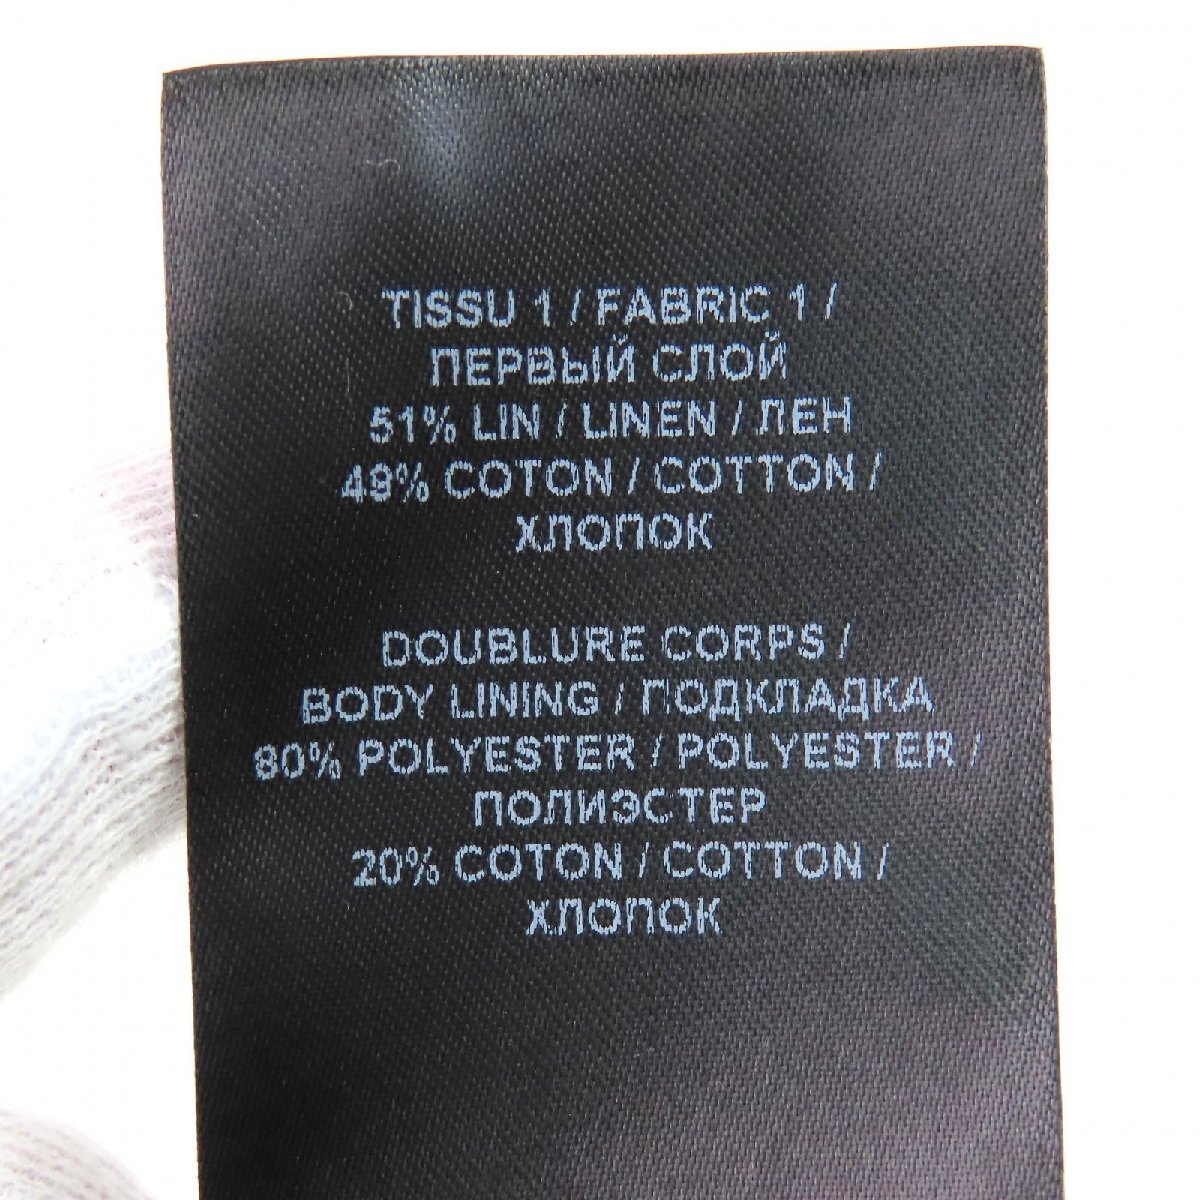 TISSU 1 / FABRIC 1 /
ПЕРВЫЙ СЛОЙ
51% LIN / LINEN / ЛЕН
49% COTON / COTTON /
ХЛОПОК
DOUBLURE CORPS /
BODY LINING / ПОДКЛАДКА
80% POLYESTER / POLYESTER /
ПОЛИЭСТЕР
20% COTON / COTTON /
ХЛОПОК